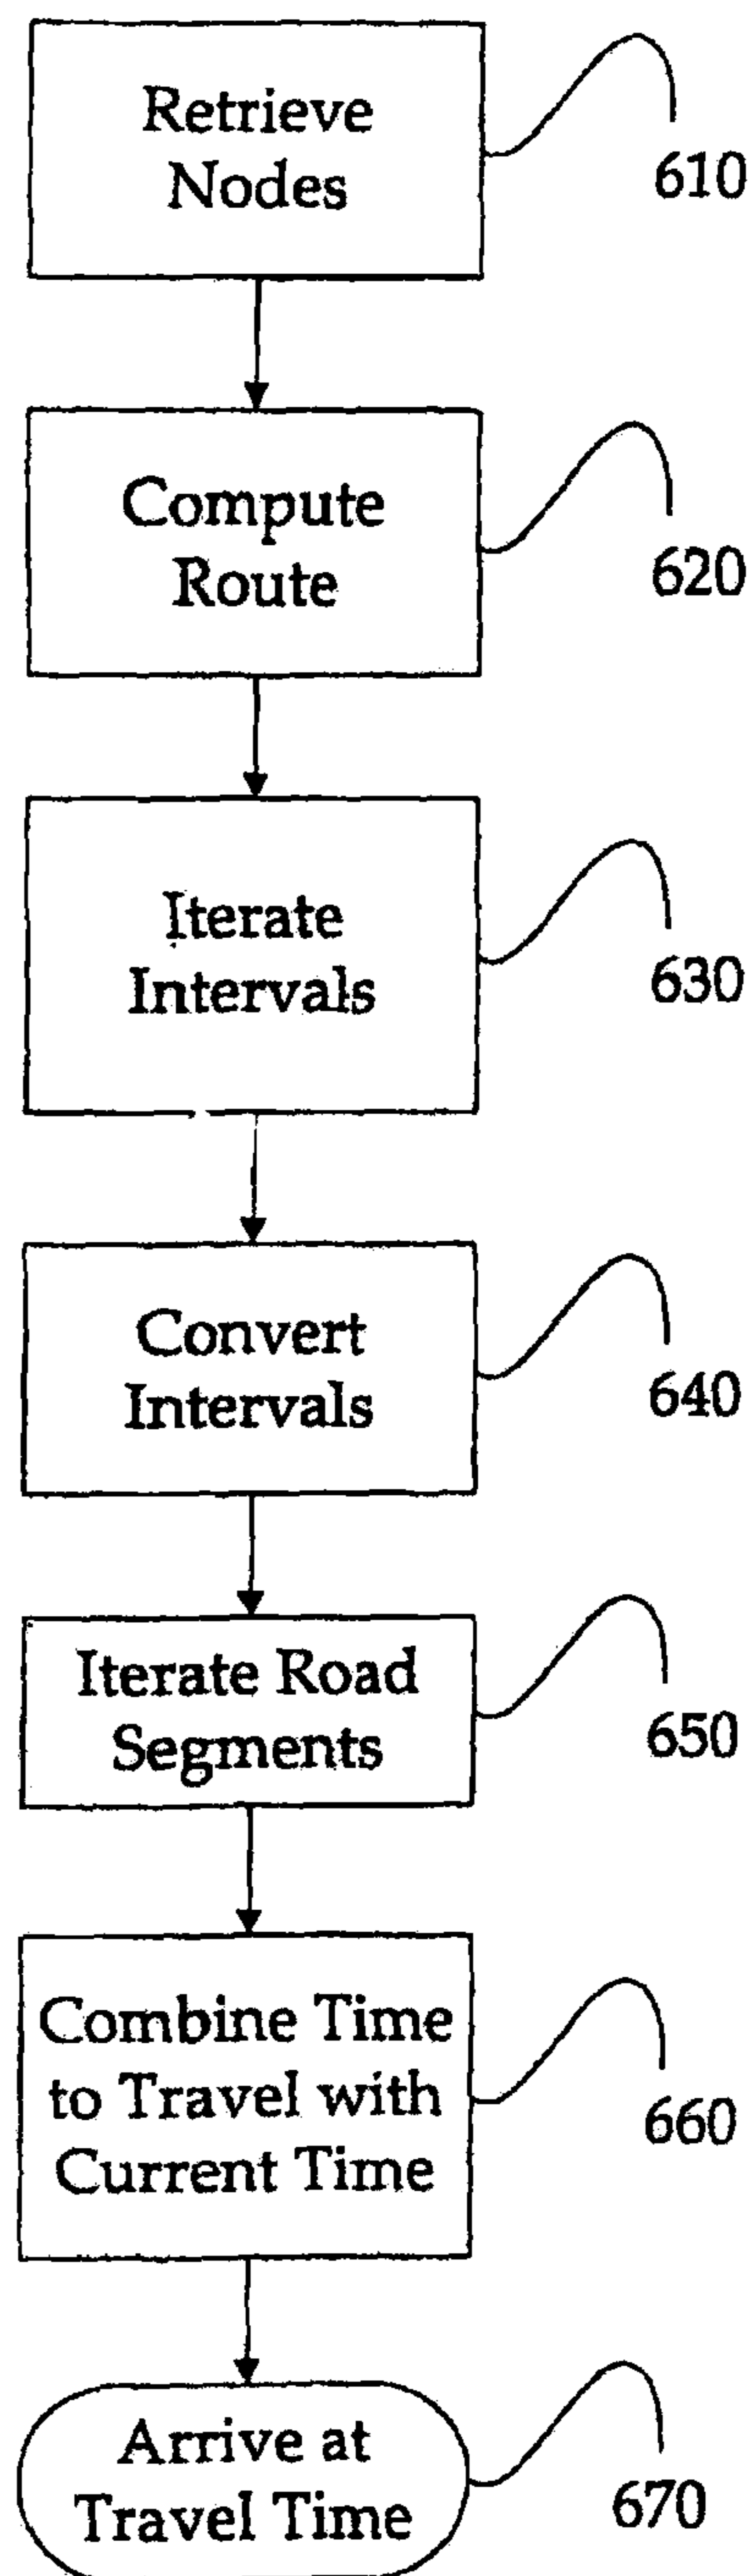 Retrieve
Nodes
610
Compute
Route
620
Iterate
Intervals
630
Convert
Intervals
640
Iterate Road
Segments
650
Combine Time
to Travel with
Current Time
660
Arrive at
Travel Time
670